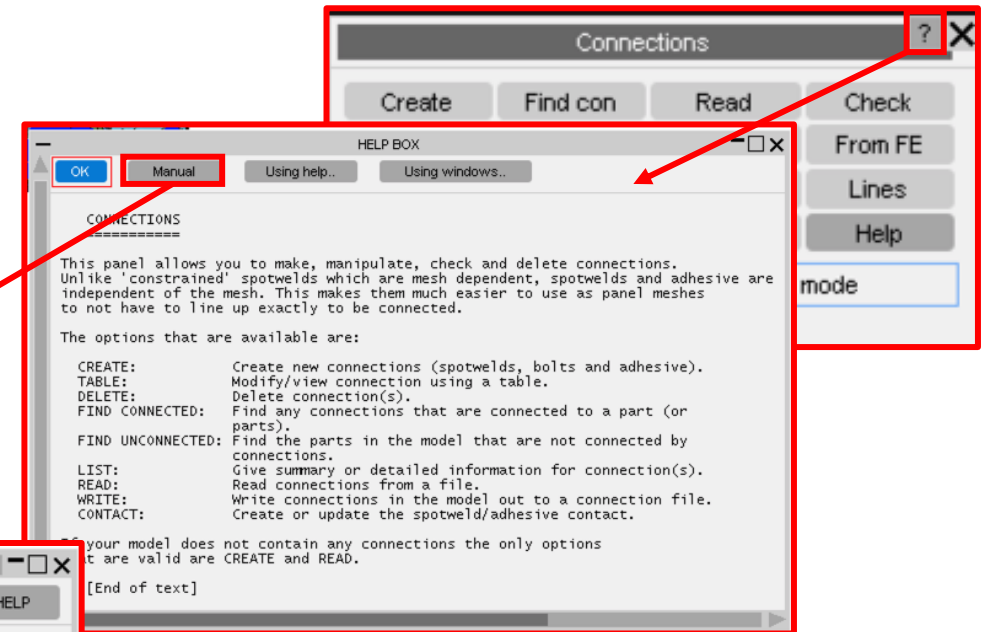 Connections ?
Create Find con Read Check
From FE
Lines
Help
mode
HELP BOX
OK Manual Using help.. Using windows..
CONNECTIONS
===========
This panel allows you to make, manipulate, check and delete connections.
Unlike 'constrained' spotwelds which are mesh dependent, spotwelds and adhesive are
independent of the mesh. This makes them much easier to use as panel meshes
to not have to line up exactly to be connected.
The options that are available are:
CREATE: Create new connections (spotwelds, bolts and adhesive).
TABLE: Modify/view connection using a table.
DELETE: Delete connection(s).
FIND CONNECTED: Find any connections that are connected to a part (or
parts).
FIND UNCONNECTED: Find the parts in the model that are not connected by
connections.
LIST: Give summary or detailed information for connection(s).
READ: Read connections from a file.
WRITE: Write connections in the model out to a connection file.
CONTACT: Create or update the spotweld/adhesive contact.
your model does not contain any connections the only options
are valid are CREATE and READ.
[End of text]
HELP